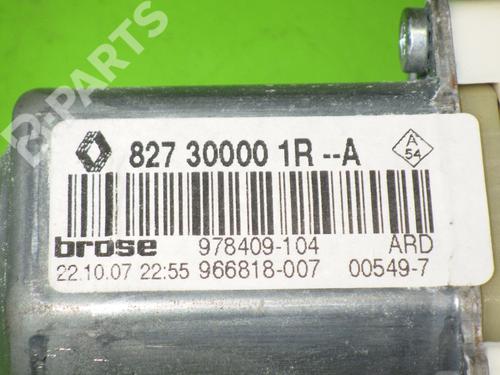 B-PARTS
827 30000 1R --A
A
54
brose 978409-104 ARD
22.10.07 22:55 966818-007 00549-7